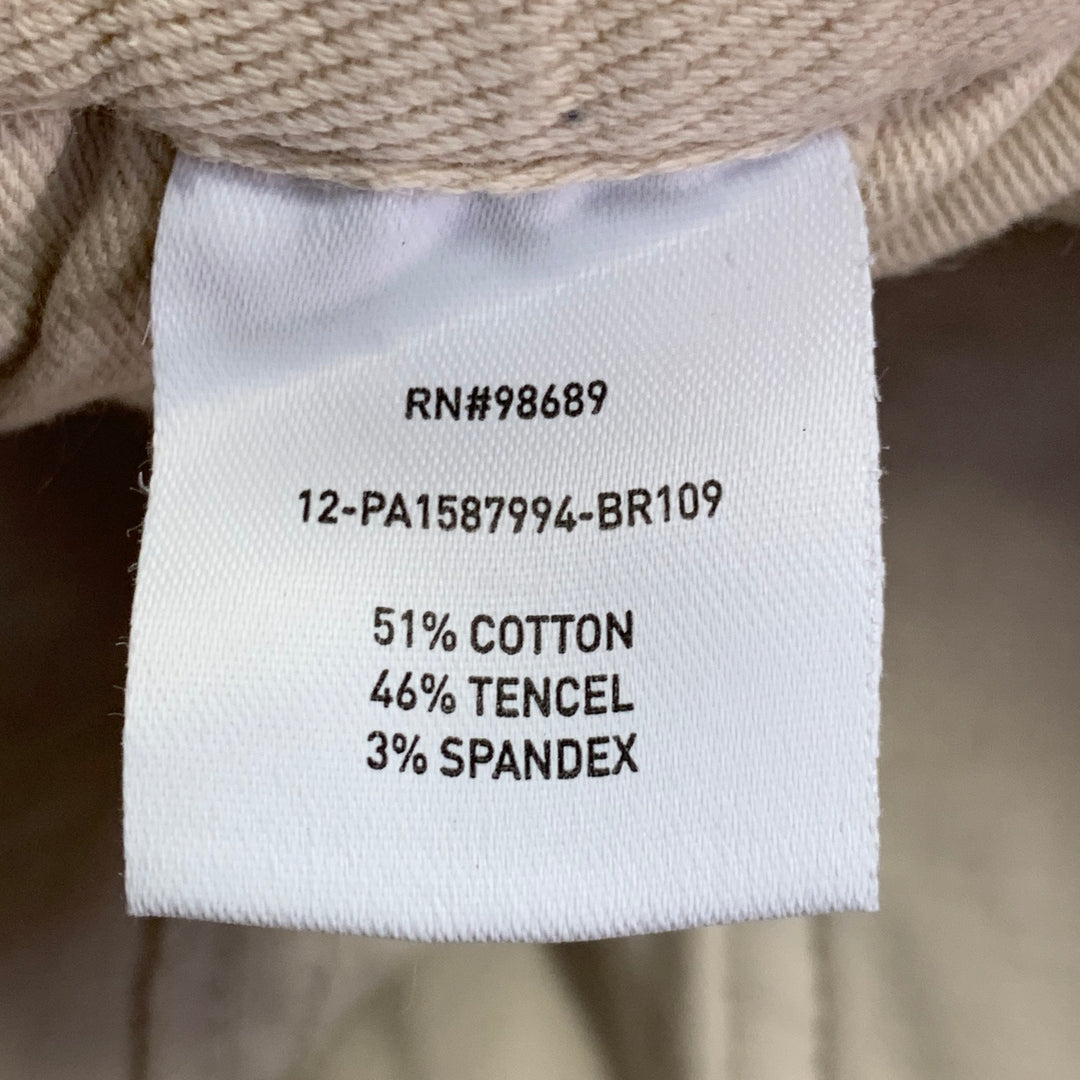 RN#98689
12-PA1587994-BR109
51% COTTON
46% TENCEL
3% SPANDEX